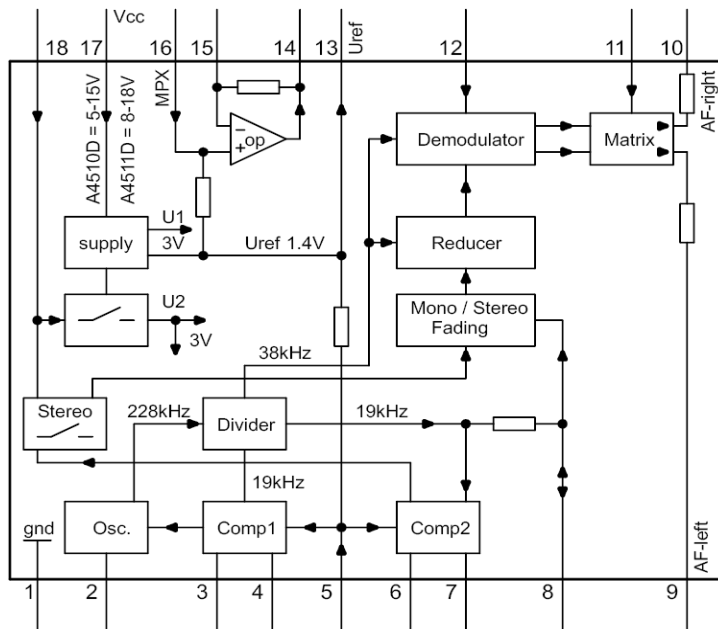 Vcc
18 17 16 15 14 13 Uref 12 11 10
MPX
A4510D = 5-15V
A4511D = 8-18V
AF-right
−
+ op
Demodulator
Matrix
supply
U1
3V
Uref 1.4V
Reducer
U2
3V
Mono / Stereo
Fading
38kHz
Stereo
228kHz
Divider
19kHz
19kHz
gnd
Osc.
Comp1
Comp2
AF-left
1 2 3 4 5 6 7 8 9